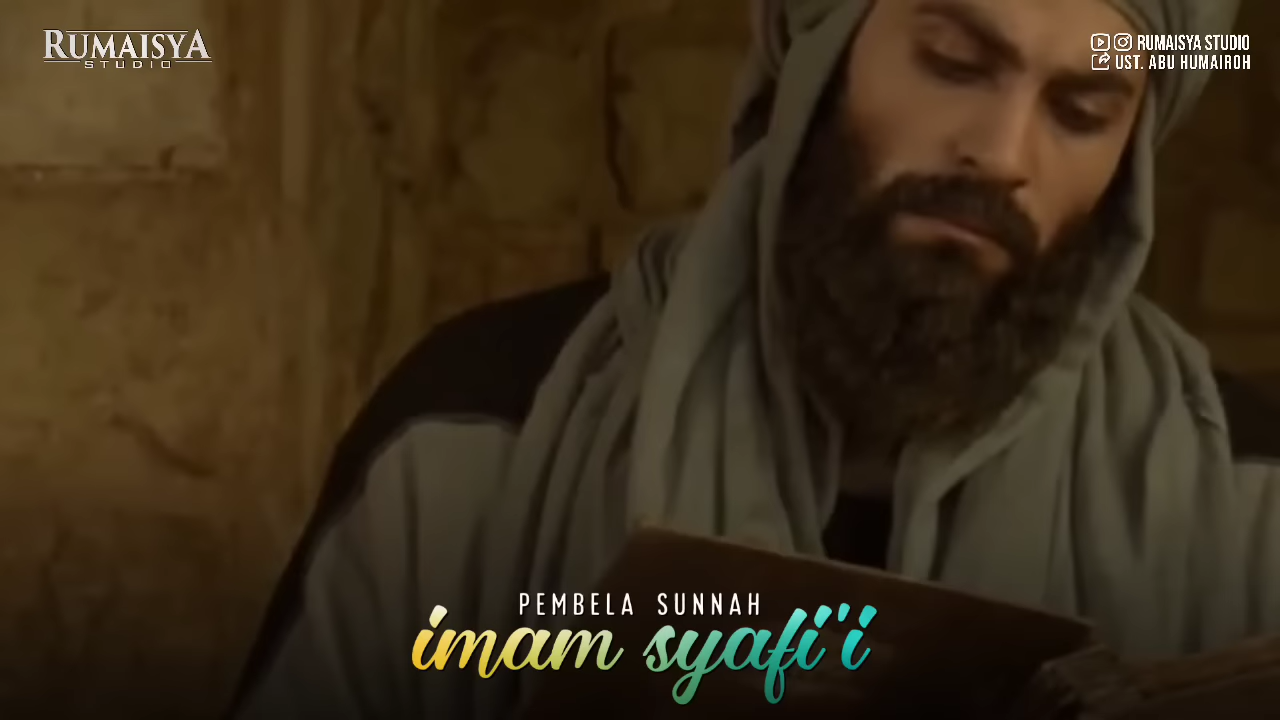 RUMAISYA
STUDIO
RUMAISYA STUDIO
UST. ABU HUMAIROH
PEMBELA SUNNAH
imam syafi'i